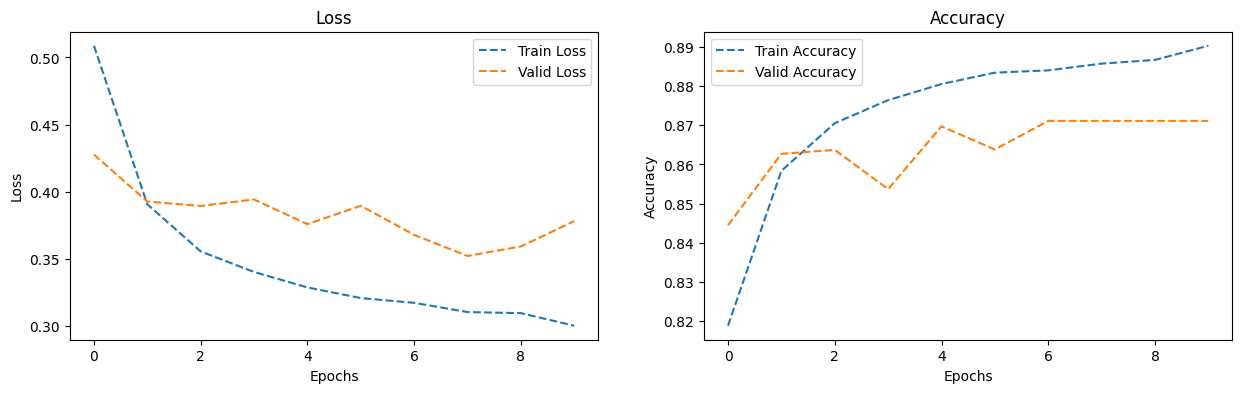 Loss
Train Loss
Valid Loss
0.50
0.45
0.40
0.35
0.30
Loss
0 2 4 6 8
Epochs
Accuracy
Train Accuracy
Valid Accuracy
0.89
0.88
0.87
0.86
0.85
0.84
0.83
0.82
Accuracy
0 2 4 6 8
Epochs